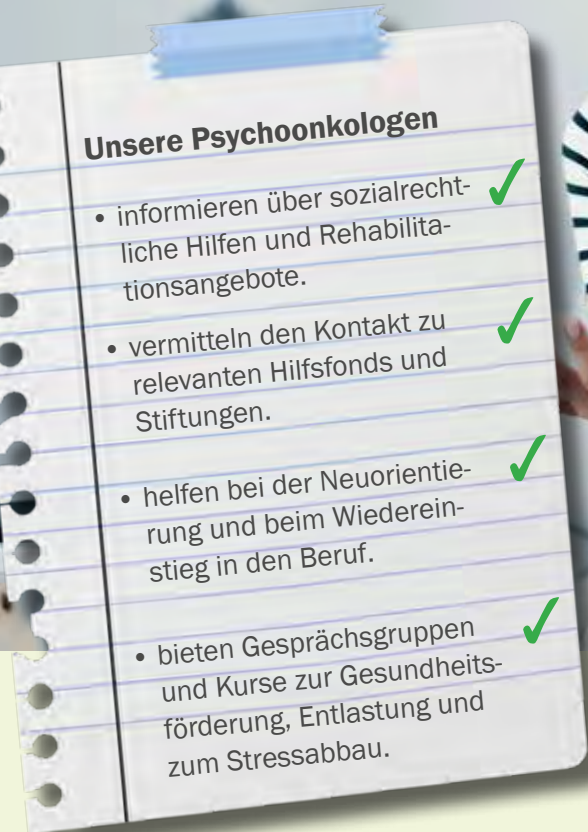 Unsere Psychoonkologen
• informieren über sozialrecht-
liche Hilfen und Rehabilita-
tionsangebote.
• vermitteln den Kontakt zu
relevanten Hilfsfonds und
Stiftungen.
• helfen bei der Neuorientie-
rung und beim Wiederein-
stieg in den Beruf.
• bieten Gesprächsgruppen
und Kurse zur Gesundheits-
förderung, Entlastung und
zum Stressabbau.